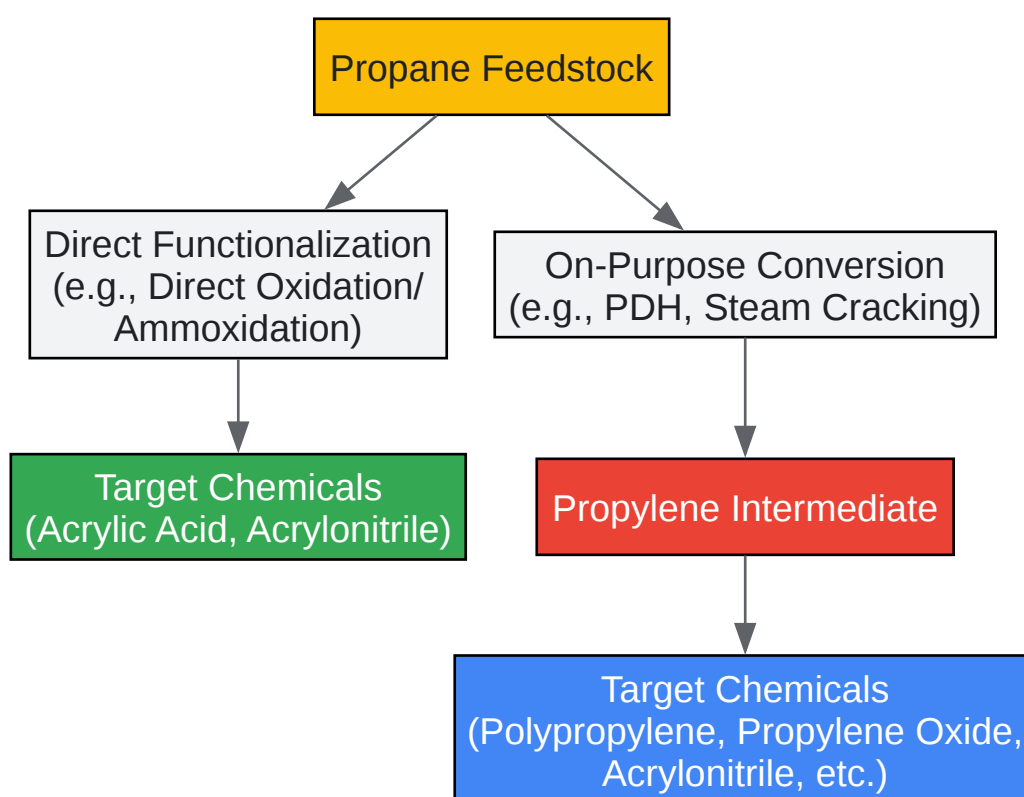 Propane Feedstock
Direct Functionalization
(e.g., Direct Oxidation/
Ammoxidation)
On-Purpose Conversion
(e.g., PDH, Steam Cracking)
Target Chemicals
(Acrylic Acid, Acrylonitrile)
Propylene Intermediate
Target Chemicals
(Polypropylene, Propylene Oxide,
Acrylonitrile, etc.)